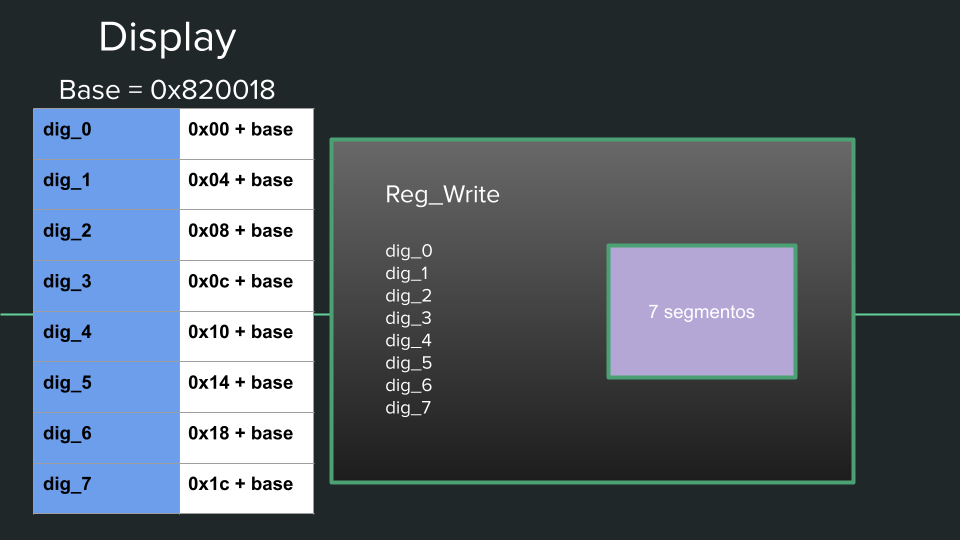 Display
Base = 0x820018
dig_0 0x00 + base
dig_1 0x04 + base
dig_2 0x08 + base
dig_3 0x0c + base
dig_4 0x10 + base
dig_5 0x14 + base
dig_6 0x18 + base
dig_7 0x1c + base
Reg_Write
dig_0
dig_1
dig_2
dig_3
dig_4
dig_5
dig_6
dig_7
7 segmentos